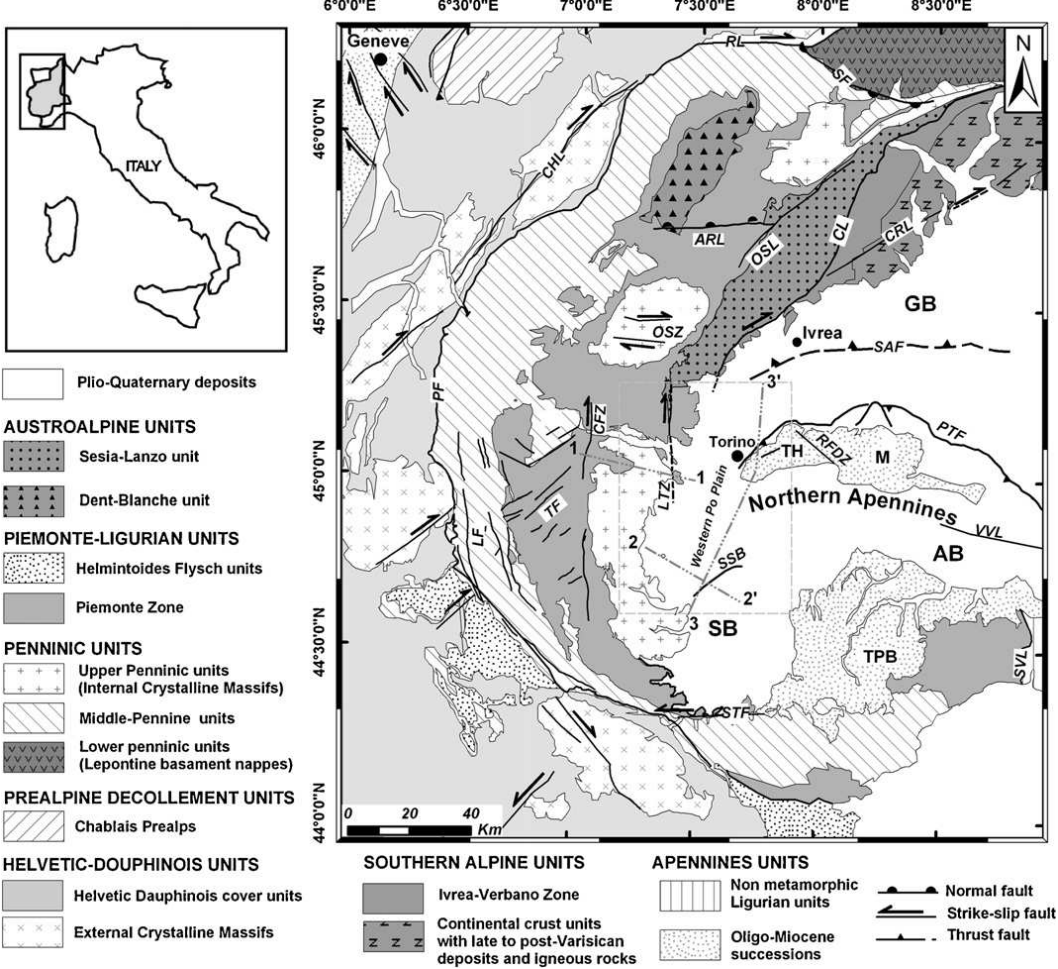 6°0'0"E 6°30'0"E 7°0'0"E 7°30'0"E 8°0'0"E 8°30'0"E
46°0'0"N
45°30'0"N
45°0'0"N
44°30'0"N
44°0'0"N
ITALY
Geneve
RL
SF
N
CHL
ARL
OSL
CL
CRL
GB
OSZ
Ivrea
SAF
PF
3'
CFZ
1
1
LTZ
Torino
TH
RFDZ
M
PTF
Northern Apennines
VVL
AB
TF
LF
Western Po Plain
2
SSB
2'
3
SB
TPB
SVL
STF
0 20 40
Km
Plio-Quaternary deposits
AUSTROALPINE UNITS
Sesia-Lanzo unit
Dent-Blanche unit
PIEMONTE-LIGURIAN UNITS
Helmintoides Flysch units
Piemonte Zone
PENNINIC UNITS
Upper Penninic units
(Internal Crystalline Massifs)
Middle-Pennine units
Lower penninic units
(Lepontine basament nappes)
PREALPINE DECOLLEMENT UNITS
Chablais Prealps
HELVETIC-DOUPHINOIS UNITS
Helvetic Dauphinois cover units
External Crystalline Massifs
SOUTHERN ALPINE UNITS
Ivrea-Verbano Zone
Continental crust units
with late to post-Varisican
deposits and igneous rocks
APENNINES UNITS
Non metamorphic
Ligurian units
Oligo-Miocene
successions
Normal fault
Strike-slip fault
Thrust fault